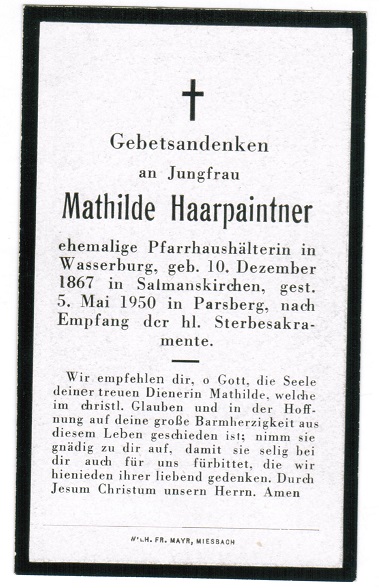 Gebetsandenken
an Jungfrau
Mathilde Haarpaintner
ehemalige Pfarrhaushälterin in
Wasserburg, geb. 10. Dezember
1867 in Salmanskirchen, gest.
5. Mai 1950 in Parsberg, nach
Empfang der hl. Sterbesakra-
mente.
Wir empfehlen dir, o Gott, die Seele
deiner treuen Dienerin Mathilde, welche
im christl. Glauben und in der Hoff-
nung auf deine große Barmherzigkeit aus
diesem Leben geschieden ist; nimm sie
gnädig zu dir auf, damit sie selig bei
dir auch für uns fürbittet, die wir
hienieden ihrer liebend gedenken. Durch
Jesum Christum unsern Herrn. Amen
FR. MAYR, MIESBACH